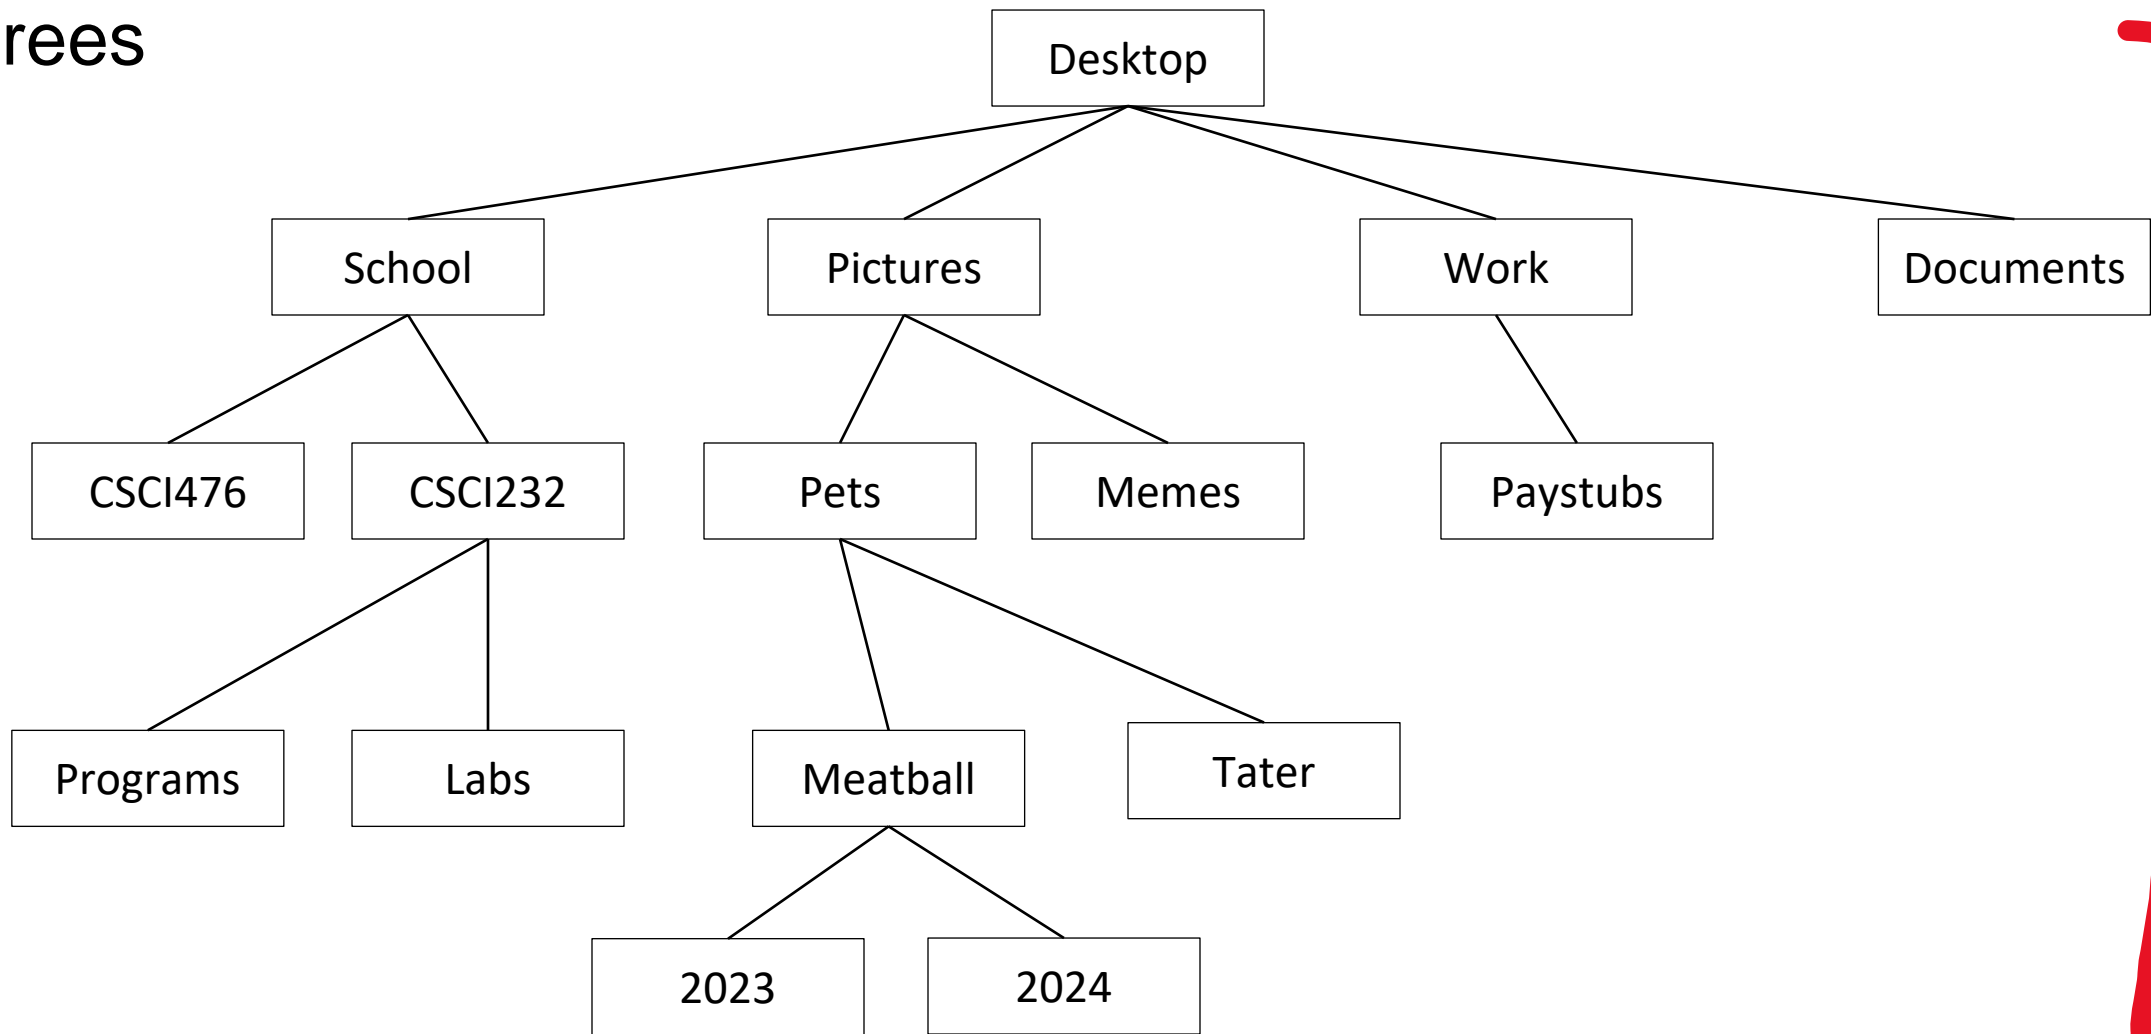 rees
Desktop
School
Pictures
Work
Documents
CSCI476
CSCI232
Pets
Memes
Paystubs
Programs
Labs
Meatball
Tater
2023
2024